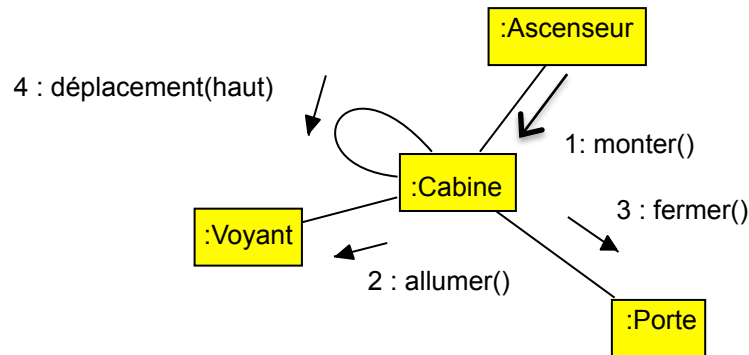 :Ascenseur
4 : déplacement(haut)
1: monter()
:Cabine
3 : fermer()
:Voyant
2 : allumer()
:Porte